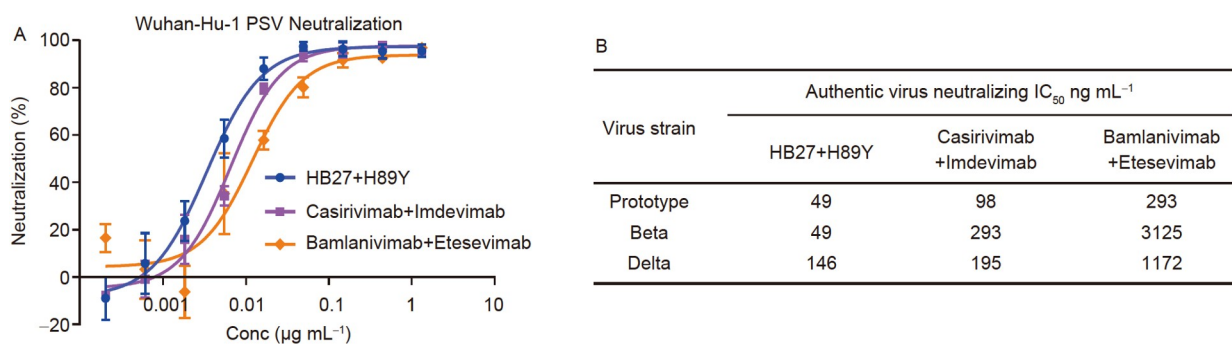 A
Wuhan-Hu-1 PSV Neutralization
Neutralization (%)
100
80
60
40
20
0
−20
0.001
0.01
0.1
1
10
Conc (µg mL⁻¹)
HB27+H89Y
Casirivimab+Imdevimab
Bamlanivimab+Etesevimab
B
Authentic virus neutralizing IC₅₀ ng mL⁻¹
Virus strain
HB27+H89Y
Casirivimab
+Imdevimab
Bamlanivimab
+Etesevimab
Prototype 49 98 293
Beta 49 293 3125
Delta 146 195 1172